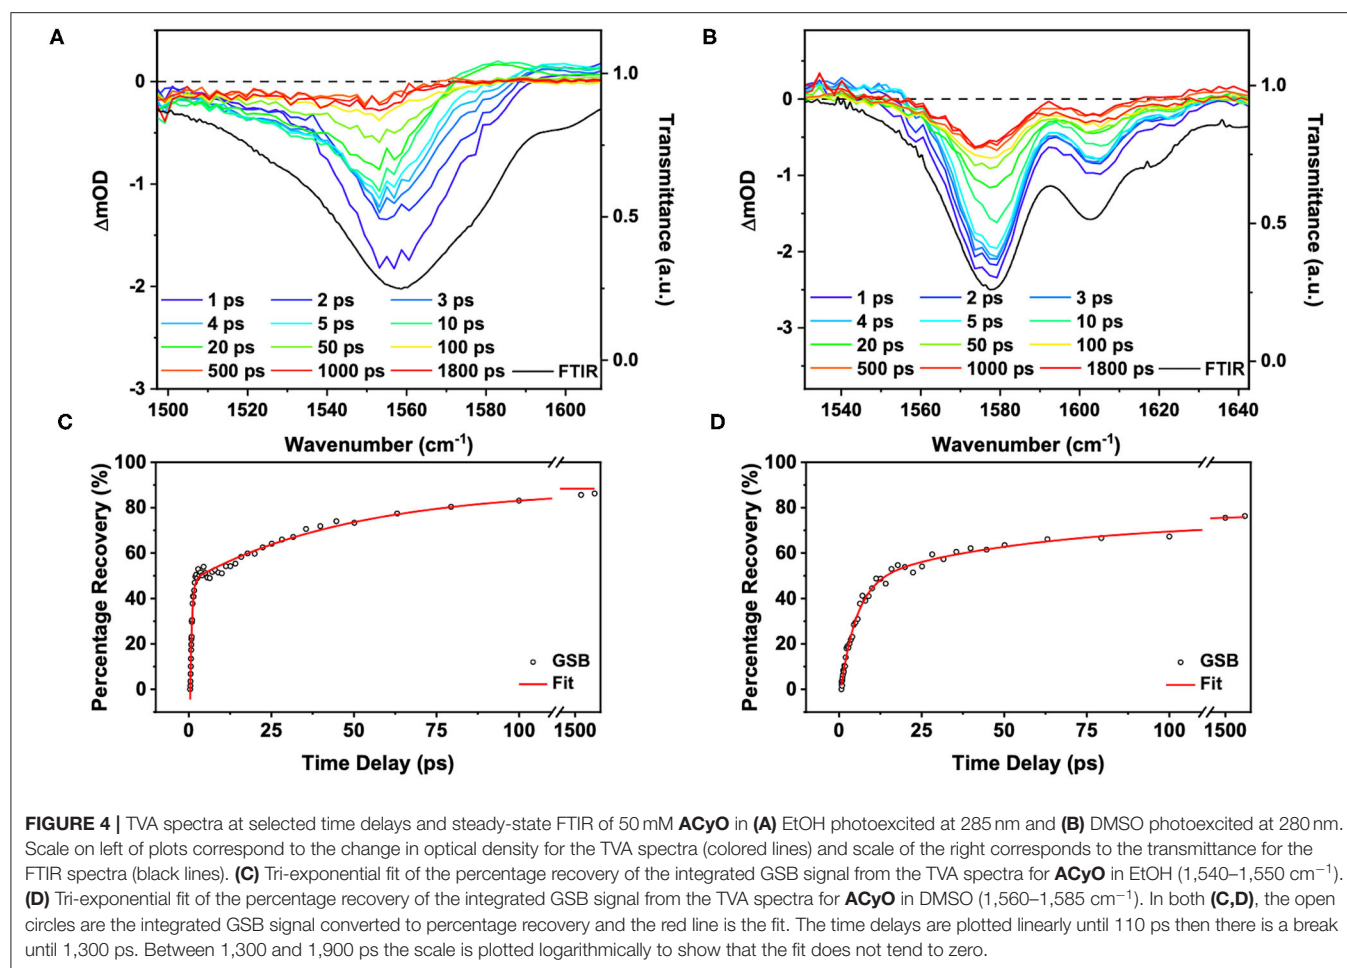 A
0
-1
-2
-3
ΔmOD
1.0
0.5
0.0
Transmittance (a.u.)
1 ps 2 ps 3 ps
4 ps 5 ps 10 ps
20 ps 50 ps 100 ps
500 ps 1000 ps 1800 ps FTIR
1500 1520 1540 1560 1580 1600
Wavenumber (cm-1)
B
0
-1
-2
-3
ΔmOD
1.0
0.5
0.0
Transmittance (a.u.)
1 ps 2 ps 3 ps
4 ps 5 ps 10 ps
20 ps 50 ps 100 ps
500 ps 1000 ps 1800 ps FTIR
1540 1560 1580 1600 1620 1640
Wavenumber (cm-1)
C
100
80
60
40
20
0
Percentage Recovery (%)
GSB
Fit
0 25 50 75 100 1500
Time Delay (ps)
D
100
80
60
40
20
0
Percentage Recovery (%)
GSB
Fit
0 25 50 75 100 1500
Time Delay (ps)
FIGURE 4 | TVA spectra at selected time delays and steady-state FTIR of 50 mM ACyO in (A) EtOH photoexcited at 285 nm and (B) DMSO photoexcited at 280 nm.
Scale on left of plots correspond to the change in optical density for the TVA spectra (colored lines) and scale of the right corresponds to the transmittance for the
FTIR spectra (black lines). (C) Tri-exponential fit of the percentage recovery of the integrated GSB signal from the TVA spectra for ACyO in EtOH (1,540–1,550 cm−1).
(D) Tri-exponential fit of the percentage recovery of the integrated GSB signal from the TVA spectra for ACyO in DMSO (1,560–1,585 cm−1). In both (C,D), the open
circles are the integrated GSB signal converted to percentage recovery and the red line is the fit. The time delays are plotted linearly until 110 ps then there is a break
until 1,300 ps. Between 1,300 and 1,900 ps the scale is plotted logarithmically to show that the fit does not tend to zero.